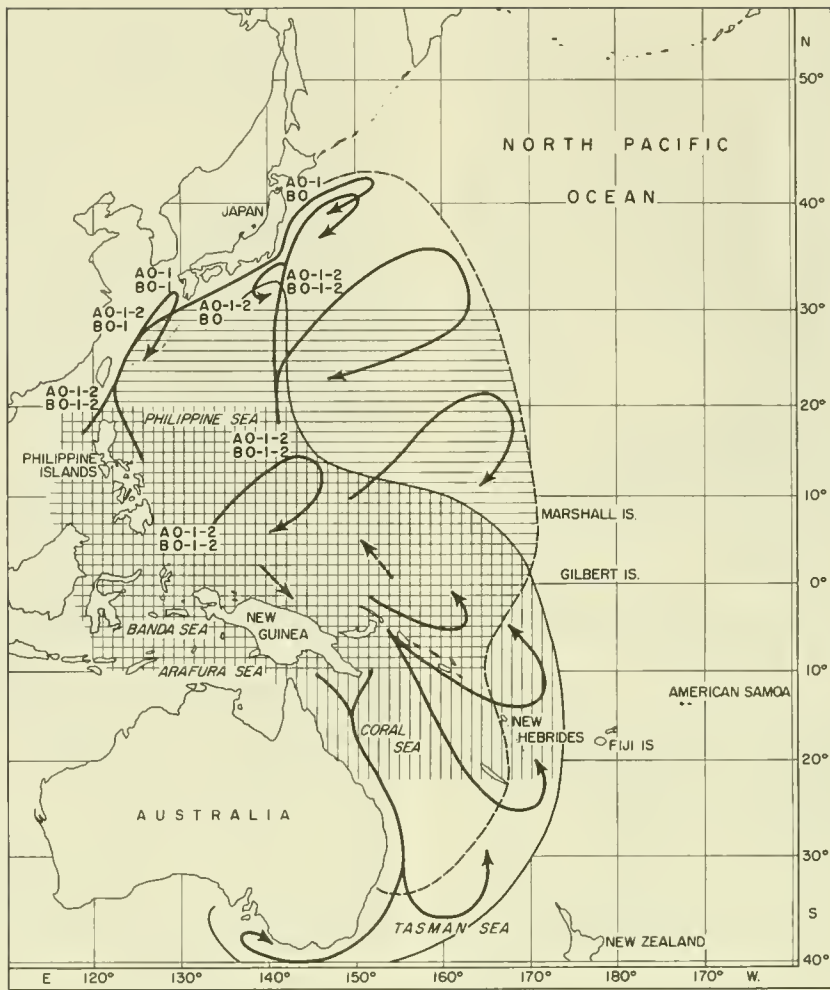 N
50°
NORTH PACIFIC
OCEAN
AO-1
BO
40°
JAPAN
AO-1
BO-1
AO-1-2
BO-1-2
AO-1-2
BO-1
AO-1-2
BO
30°
AO-1-2
BO-1-2
20°
PHILIPPINE SEA
AO-1-2
BO-1-2
PHILIPPINE
ISLANDS
10°
MARSHALL IS.
AO-1-2
BO-1-2
GILBERT IS.
0°
NEW
GUINEA
BANDA SEA
ARAFURA SEA
10°
AMERICAN SAMOA
CORAL
SEA
NEW
HEBRIDES
FIJI IS
20°
AUSTRALIA
30°
S
TASMAN SEA
NEW ZEALAND
40°
E 120° 130° 140° 150° 160° 170° 180° 170° W.